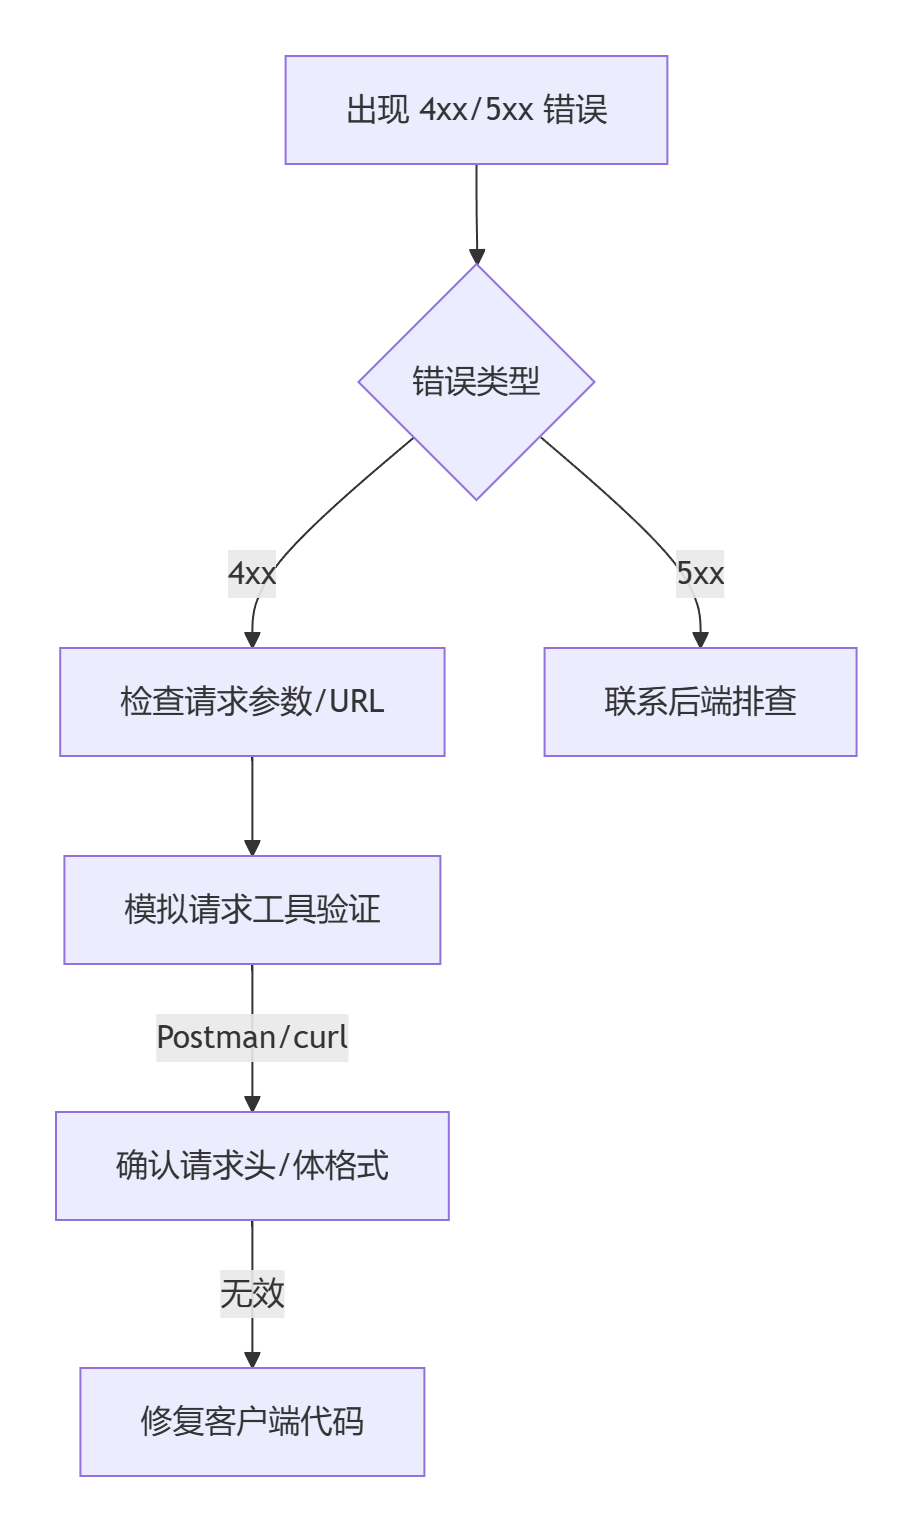 出现 4xx/5xx 错误
错误类型
4xx
5xx
检查请求参数/URL
联系后端排查
模拟请求工具验证
Postman/curl
确认请求头/体格式
无效
修复客户端代码